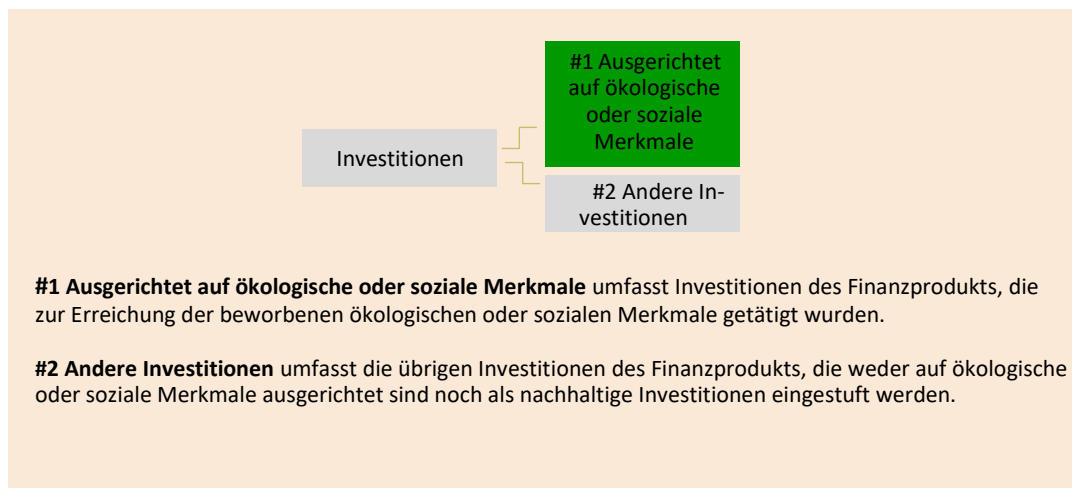 #1 Ausgerichtet
auf ökologische
oder soziale
Merkmale
Investitionen
#2 Andere In-
vestitionen
#1 Ausgerichtet auf ökologische oder soziale Merkmale umfasst Investitionen des Finanzprodukts, die
zur Erreichung der beworbenen ökologischen oder sozialen Merkmale getätigt wurden.
#2 Andere Investitionen umfasst die übrigen Investitionen des Finanzprodukts, die weder auf ökologische
oder soziale Merkmale ausgerichtet sind noch als nachhaltige Investitionen eingestuft werden.